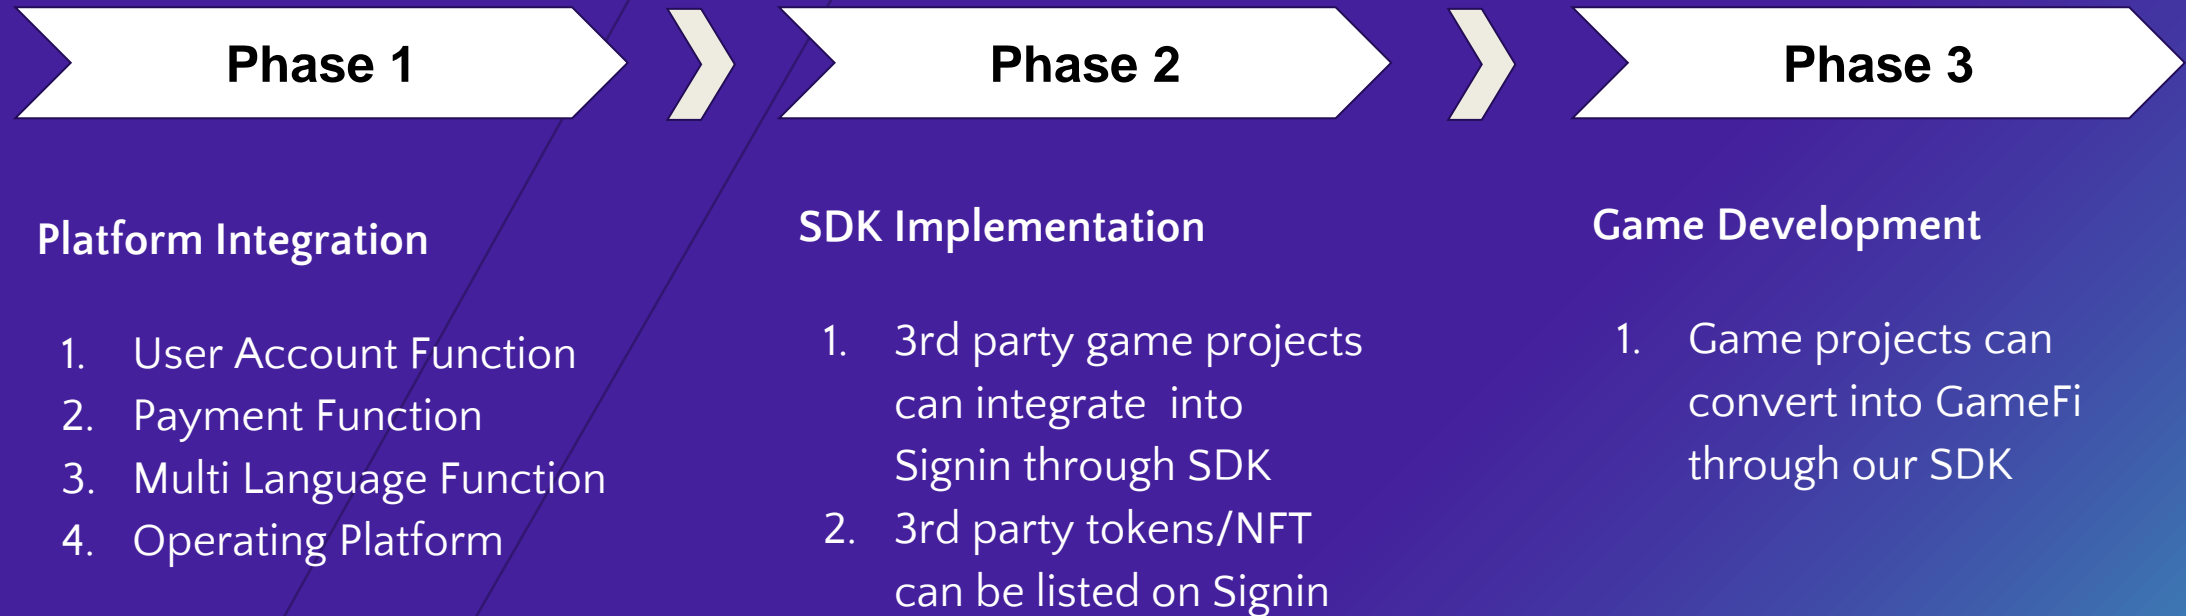 Phase 1
Platform Integration
1. User Account Function
2. Payment Function
3. Multi Language Function
4. Operating Platform
Phase 2
SDK Implementation
1. 3rd party game projects
can integrate  into
Signin through SDK
2. 3rd party tokens/NFT
can be listed on Signin
Phase 3
Game Development
1. Game projects can
convert into GameFi
through our SDK